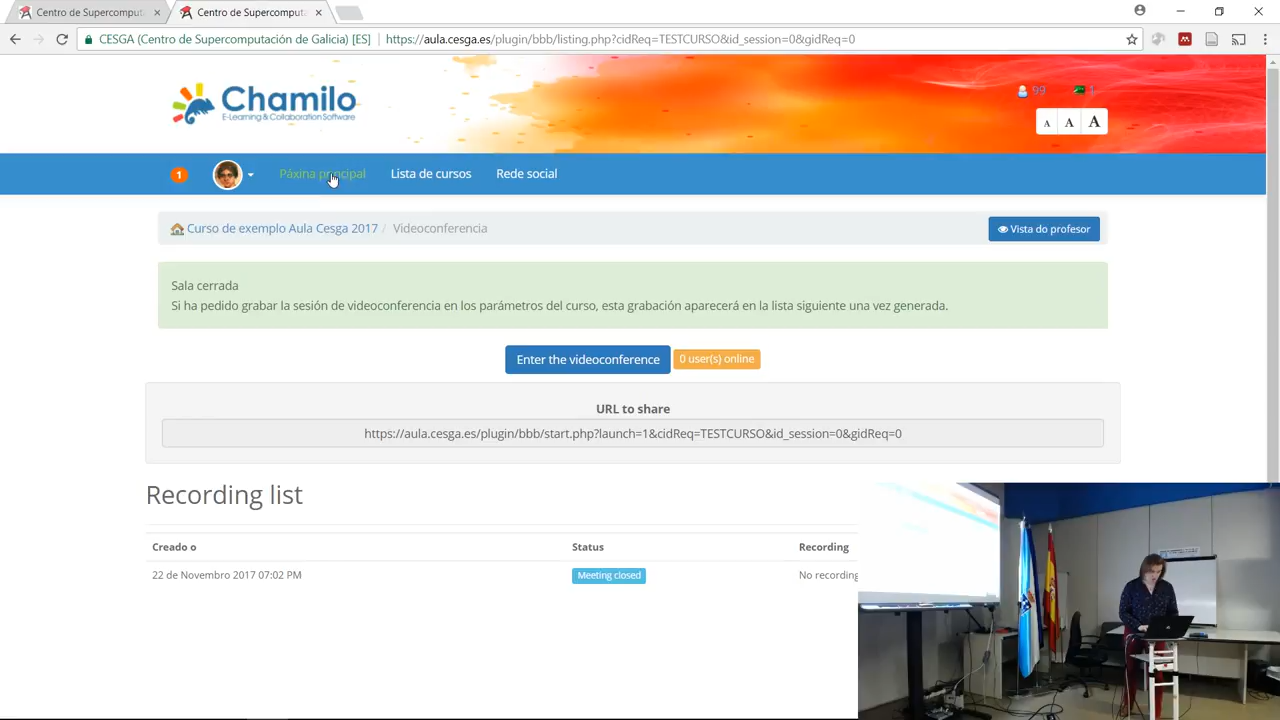 Centro de Supercomputa
Centro de Supercomputa
CESGA (Centro de Supercomputación de Galicia) [ES]
https://aula.cesga.es/plugin/bbb/listing.php?cidReq=TESTCURSO&id_session=0&gidReq=0
Chamilo
E-Learning & Collaboration Software
99
1
A A A
1
Páxina principal
Lista de cursos
Rede social
Curso de exemplo Aula Cesga 2017 / Videoconferencia
Vista do profesor
Sala cerrada
Si ha pedido grabar la sesión de videoconferencia en los parámetros del curso, esta grabación aparecerá en la lista siguiente una vez generada.
Enter the videoconference
0 user(s) online
URL to share
https://aula.cesga.es/plugin/bbb/start.php?launch=1&cidReq=TESTCURSO&id_session=0&gidReq=0
Recording list
Creado o
Status
Recording
22 de Novembro 2017 07:02 PM
Meeting closed
No recording